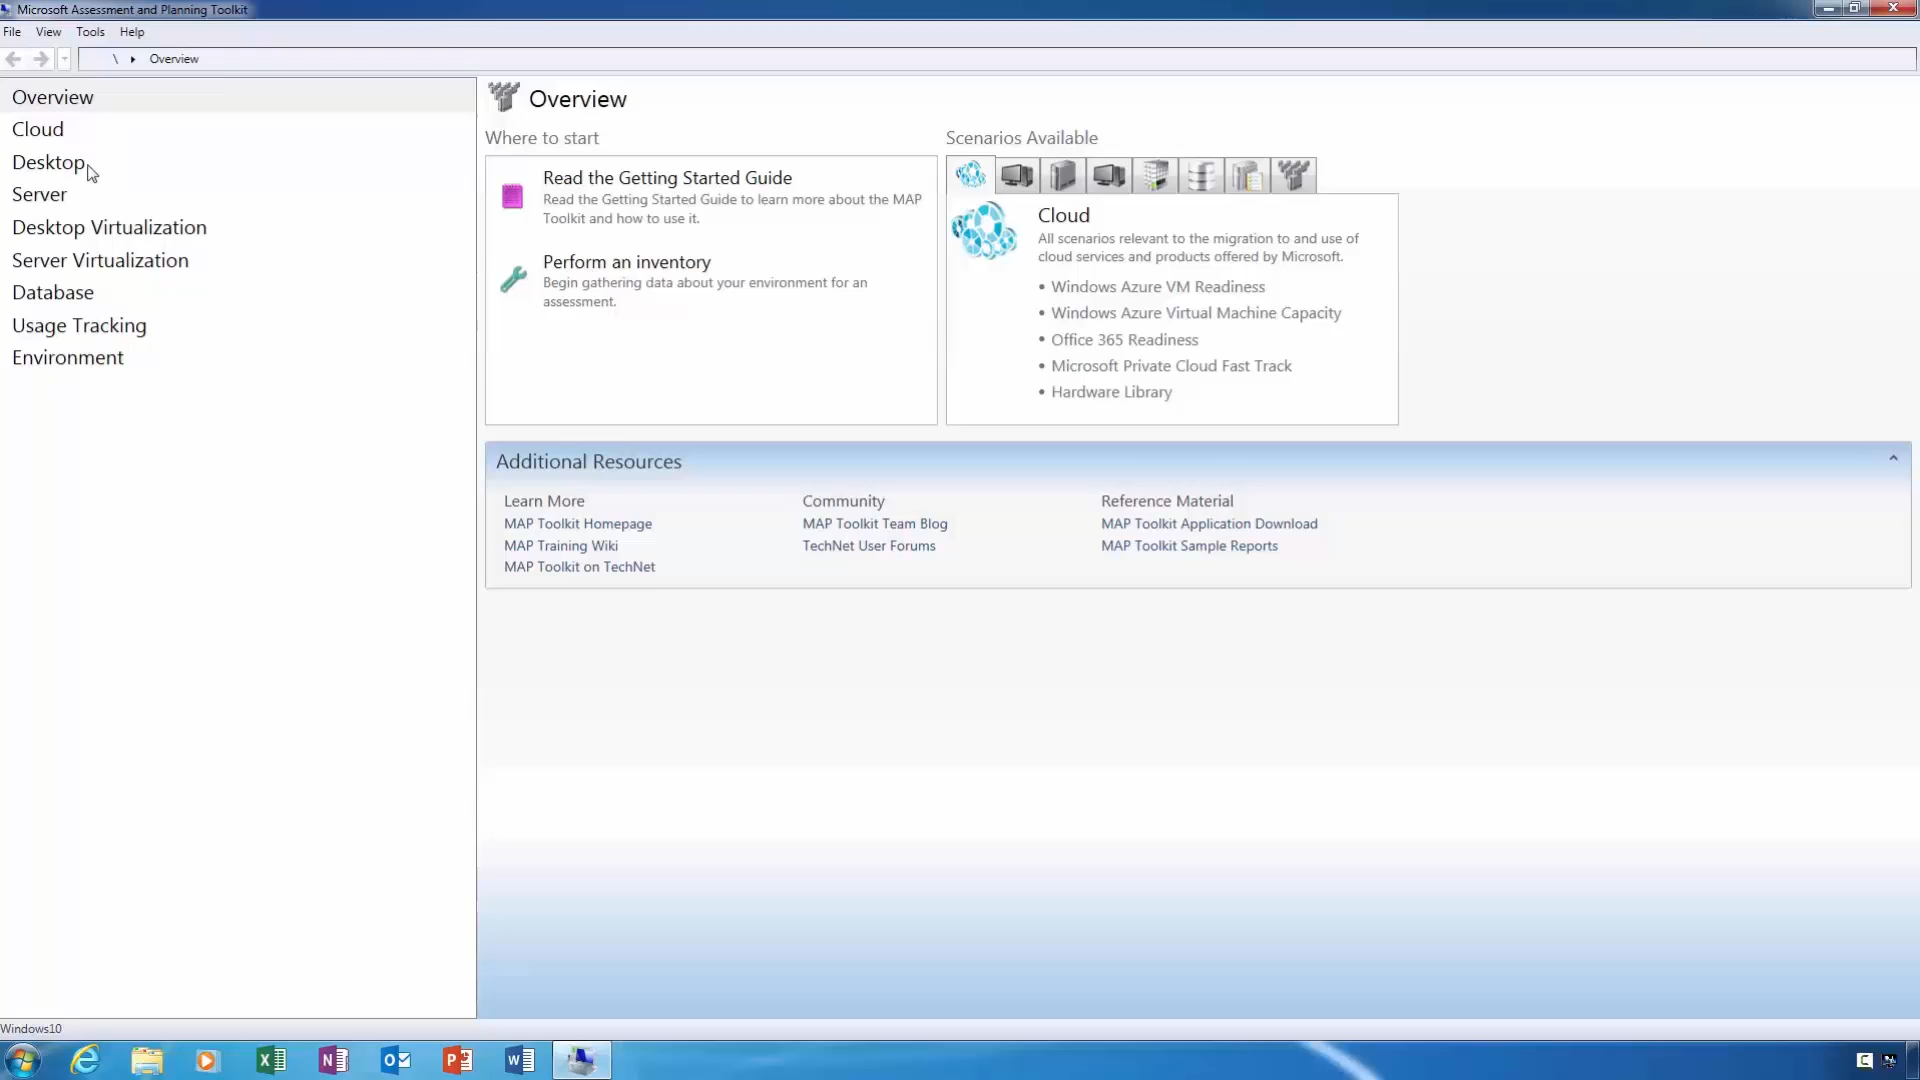 Microsoft Assessment and Planning Toolkit
File View Tools Help
\ Overview
Overview
Cloud
Desktop
Server
Desktop Virtualization
Server Virtualization
Database
Usage Tracking
Environment
Overview
Where to start
Read the Getting Started Guide
Read the Getting Started Guide to learn more about the MAP
Toolkit and how to use it.
Perform an inventory
Begin gathering data about your environment for an
assessment.
Scenarios Available
Cloud
All scenarios relevant to the migration to and use of
cloud services and products offered by Microsoft.
• Windows Azure VM Readiness
• Windows Azure Virtual Machine Capacity
• Office 365 Readiness
• Microsoft Private Cloud Fast Track
• Hardware Library
Additional Resources
Learn More
MAP Toolkit Homepage
MAP Training Wiki
MAP Toolkit on TechNet
Community
MAP Toolkit Team Blog
TechNet User Forums
Reference Material
MAP Toolkit Application Download
MAP Toolkit Sample Reports
Windows10